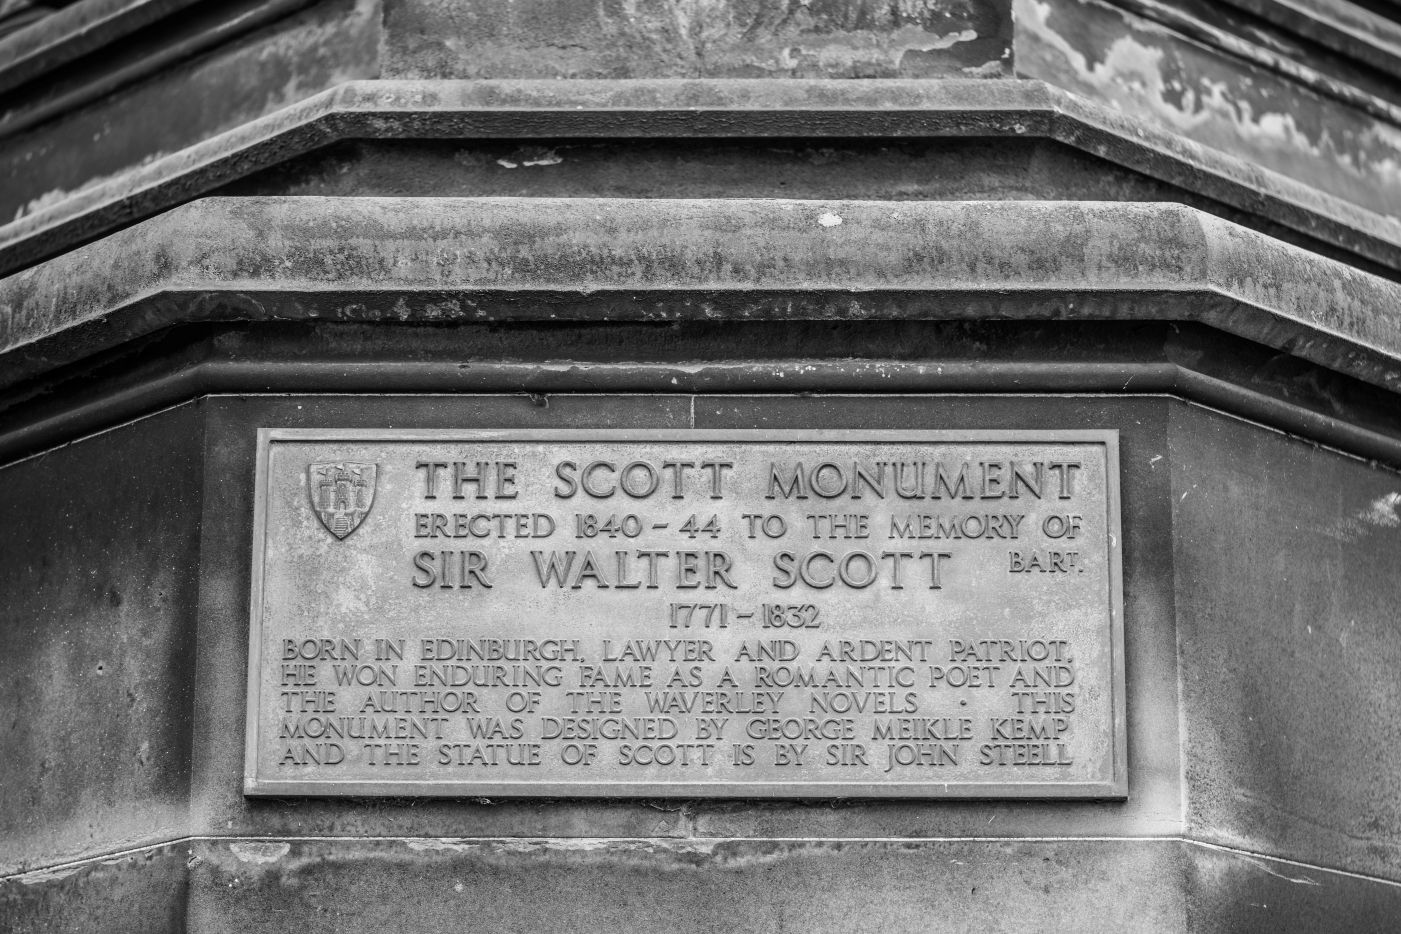 THE SCOTT MONUMENT
ERECTED 1840-44 TO THE MEMORY OF
SIR WALTER SCOTT BART.
1771-1832
BORN IN EDINBURGH, LAWYER AND ARDENT PATRIOT,
HE WON ENDURING FAME AS A ROMANTIC POET AND
THE AUTHOR OF THE WAVERLEY NOVELS · THIS
MONUMENT WAS DESIGNED BY GEORGE MEIKLE KEMP
AND THE STATUE OF SCOTT IS BY SIR JOHN STEELL